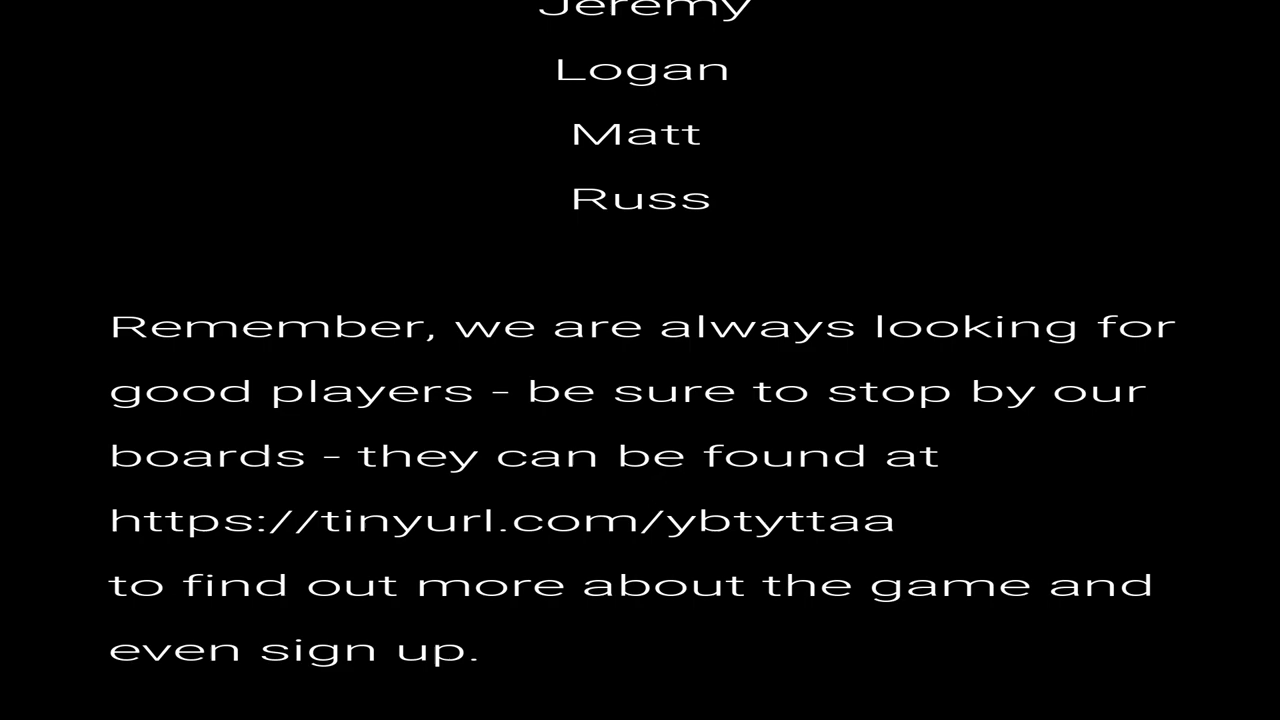 Jeremy
Logan
Matt
Russ
Remember, we are always looking for
good players - be sure to stop by our
boards - they can be found at
https://tinyurl.com/ybtyttaa
to find out more about the game and
even sign up.